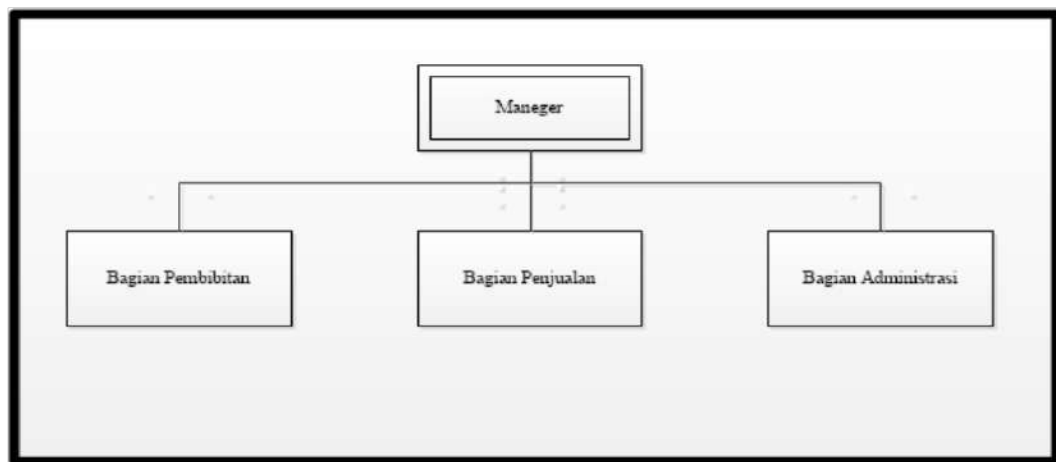 Maneger
Bagian Pembibitan
Bagian Penjualan
Bagian Administrasi